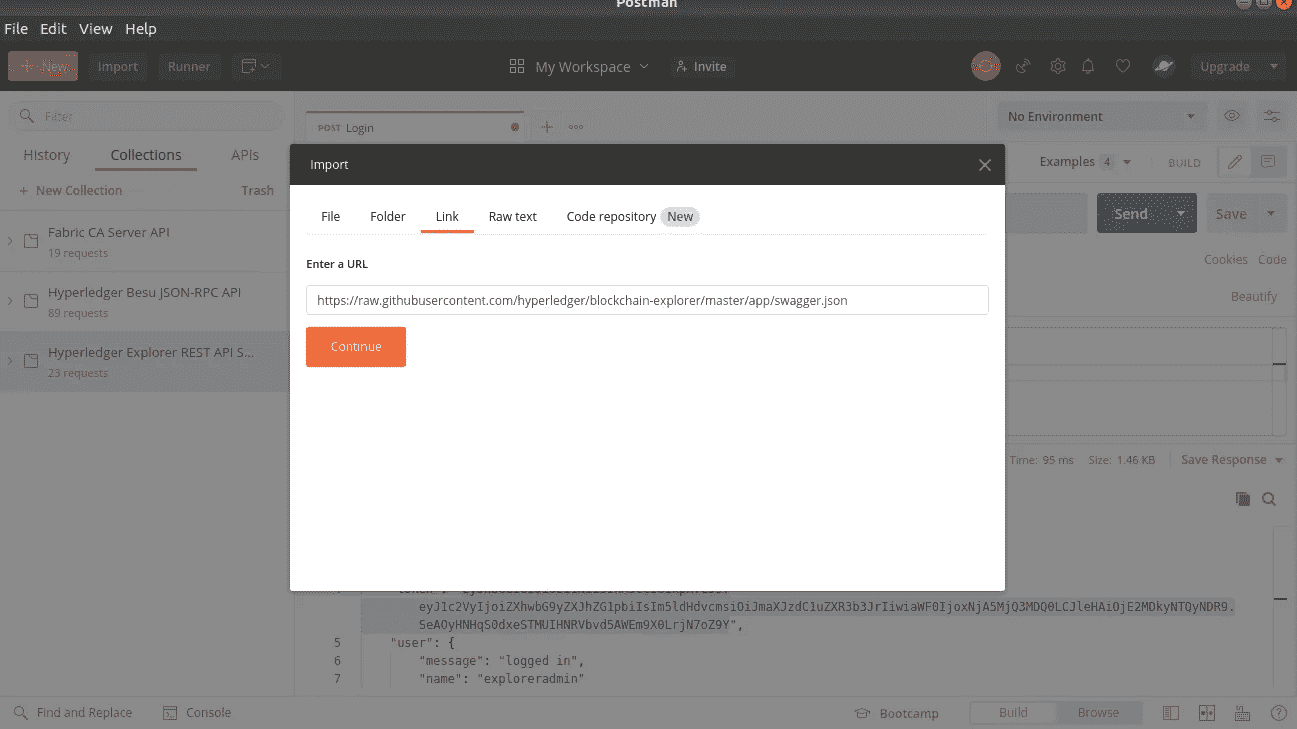 Postman
File Edit View Help
New Import Runner My Workspace Invite Upgrade
Filter
History Collections APIs
New Collection Trash
Fabric CA Server API
19 requests
Hyperledger Besu JSON-RPC API
89 requests
Hyperledger Explorer REST API S...
23 requests
POST Login
No Environment
Examples 4 BUILD
Send Save
Cookies Code
Beautify
Import
File Folder Link Raw text Code repository New
Enter a URL
https://raw.githubusercontent.com/hyperledger/blockchain-explorer/master/app/swagger.json
Continue
Time: 95 ms Size: 1.46 KB Save Response
5 "user": {
6 "message": "logged in",
7 "name": "exploreradmin"
Find and Replace Console Bootcamp Build Browse